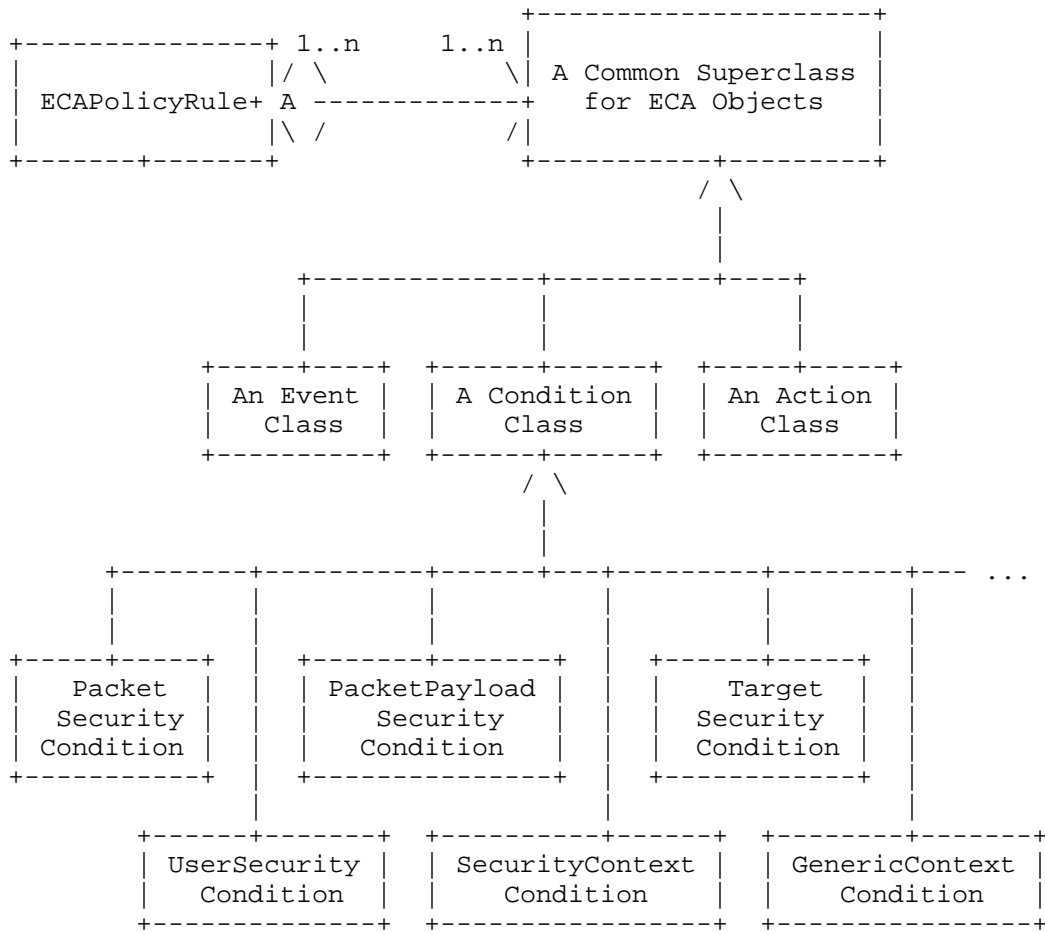 1..n 1..n
A Common Superclass
ECAPolicyRule A for ECA Objects
An Event A Condition An Action
Class Class Class
...
Packet PacketPayload Target
Security Security Security
Condition Condition Condition
UserSecurity SecurityContext GenericContext
Condition Condition Condition